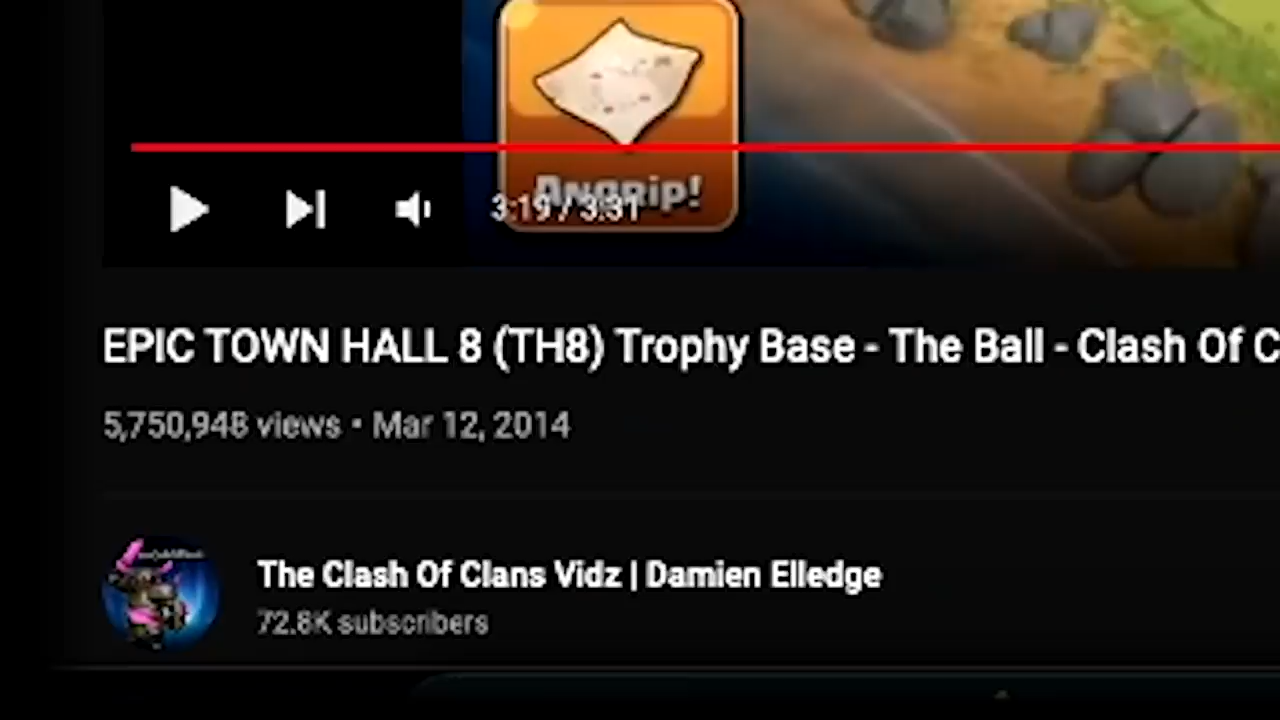 Angrip!
3:19 / 3:31
EPIC TOWN HALL 8 (TH8) Trophy Base - The Ball - Clash Of C
5,750,948 views • Mar 12, 2014
The Clash Of Clans Vidz | Damien Elledge
72.8K subscribers